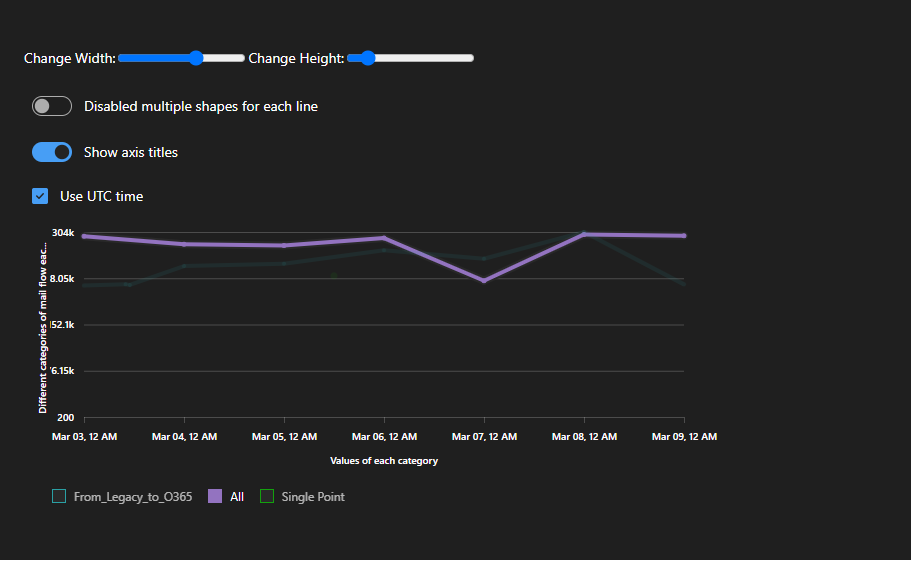 Change Width: Change Height:
Disabled multiple shapes for each line
Show axis titles
Use UTC time
304k
8.05k
52.1k
6.15k
200
Different categories of mail flow eac...
Mar 03, 12 AM Mar 04, 12 AM Mar 05, 12 AM Mar 06, 12 AM Mar 07, 12 AM Mar 08, 12 AM Mar 09, 12 AM
Values of each category
From_Legacy_to_O365 All Single Point